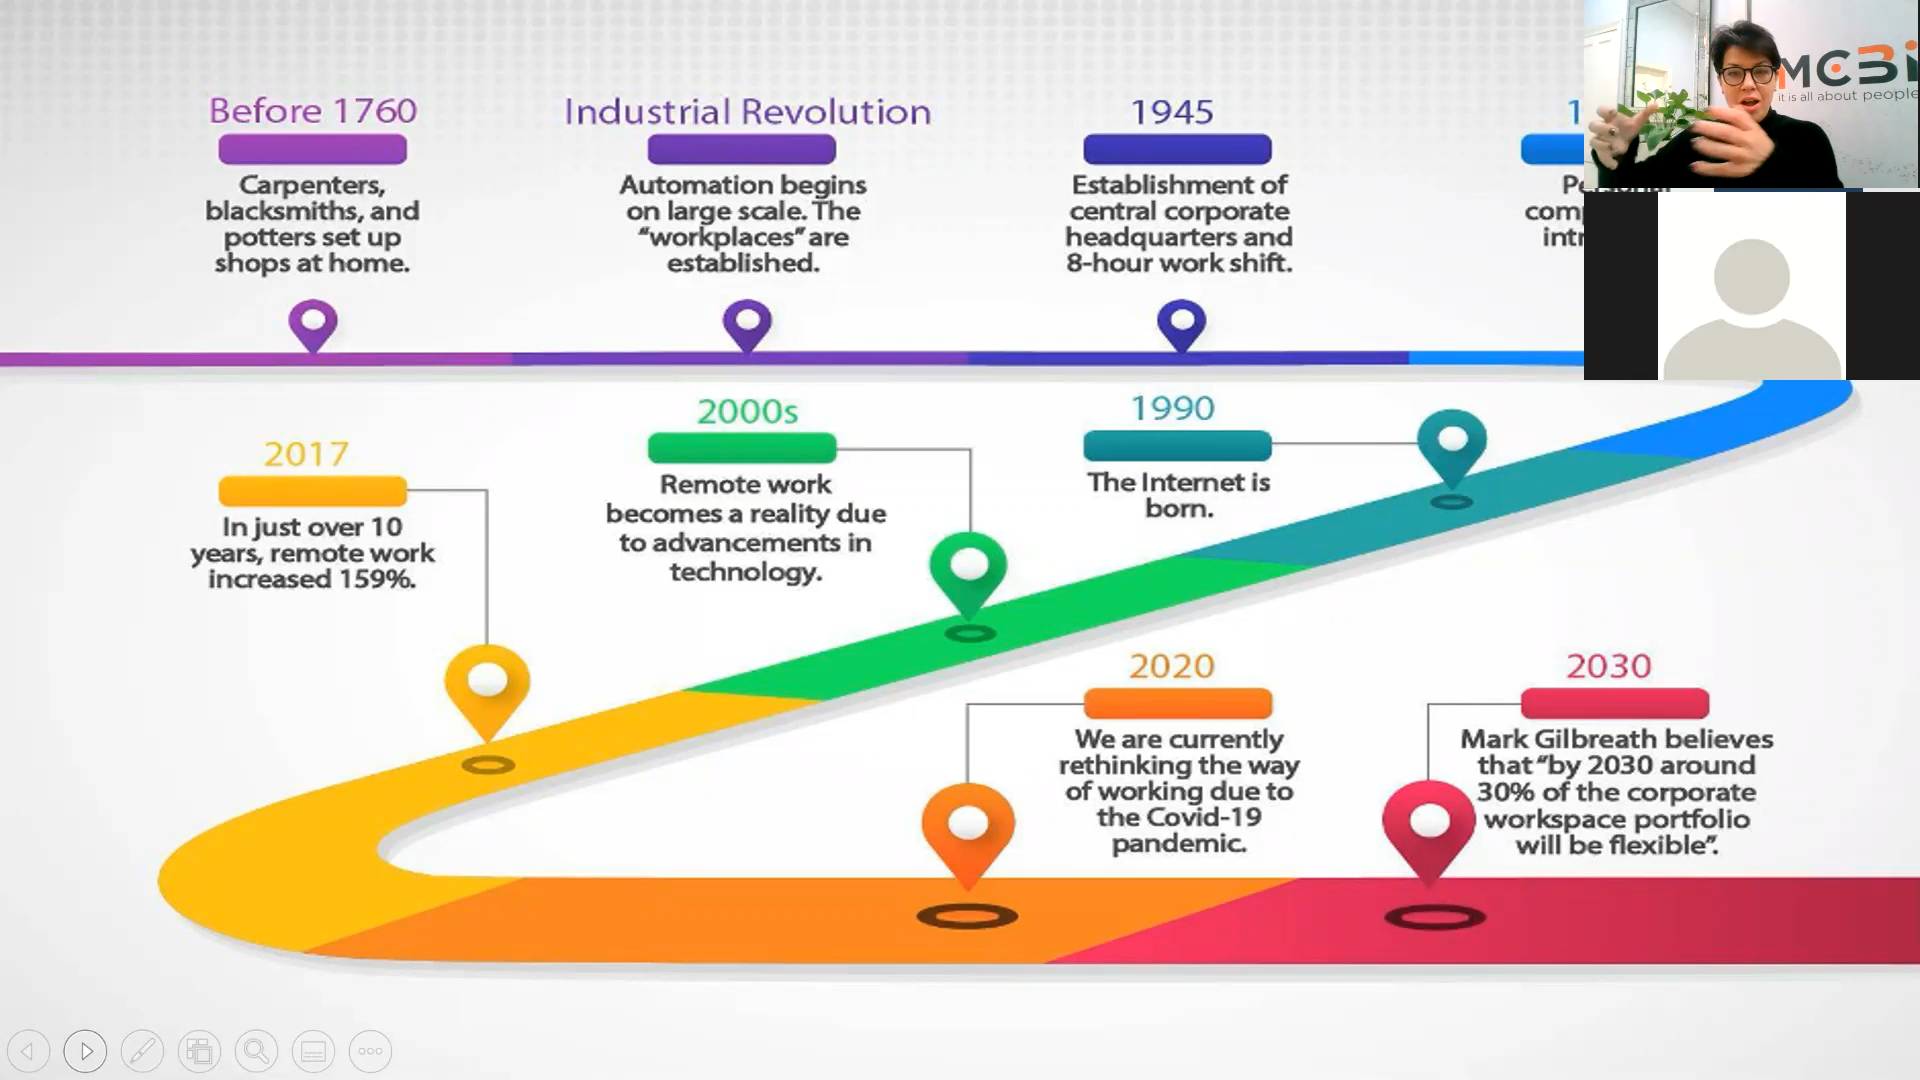 Before 1760
Carpenters,
blacksmiths, and
potters set up
shops at home.
Industrial Revolution
Automation begins
on large scale. The
“workplaces” are
established.
1945
Establishment of
central corporate
headquarters and
8-hour work shift.
MCBi
it is all about people
2017
In just over 10
years, remote work
increased 159%.
2000s
Remote work
becomes a reality due
to advancements in
technology.
1990
The Internet is
born.
2020
We are currently
rethinking the way
of working due to
the Covid-19
pandemic.
2030
Mark Gilbreath believes
that “by 2030 around
30% of the corporate
workspace portfolio
will be flexible”.